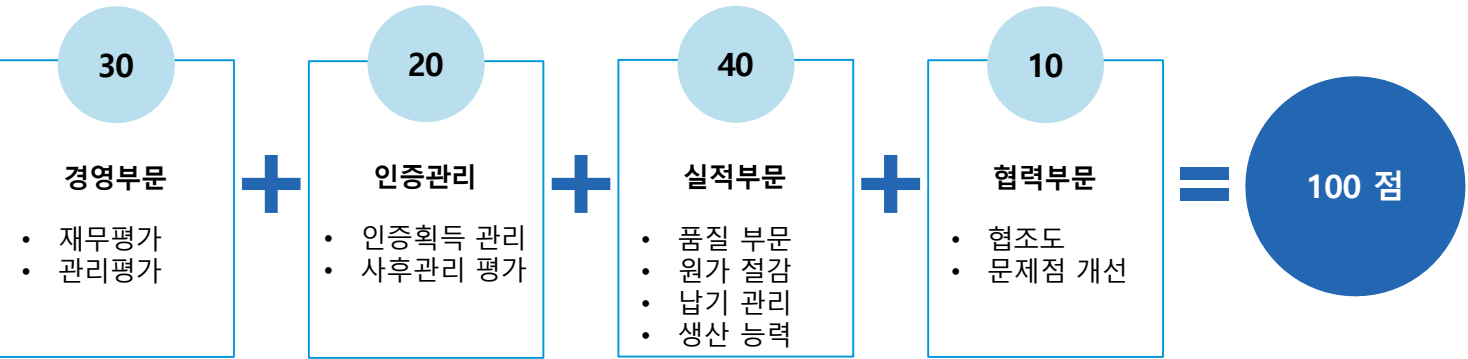 30
경영부문
• 재무평가
• 관리평가
+
20
인증관리
• 인증획득 관리
• 사후관리 평가
+
40
실적부문
• 품질 부문
• 원가 절감
• 납기 관리
• 생산 능력
+
10
협력부문
• 협조도
• 문제점 개선
=
100 점